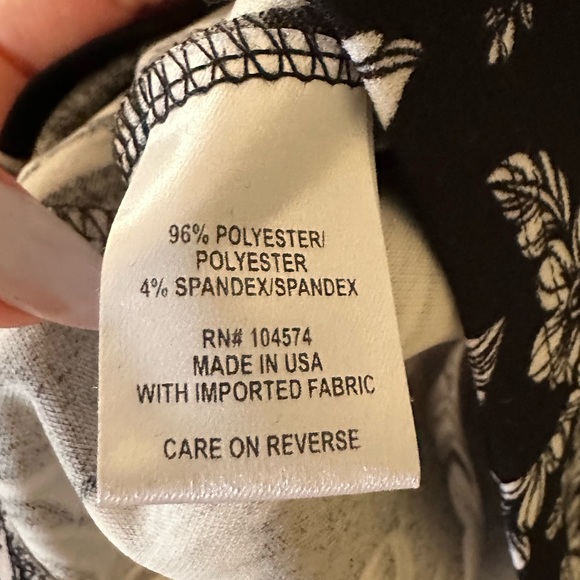 96% POLYESTER/
POLYESTER
4% SPANDEX/SPANDEX
RN# 104574
MADE IN USA
WITH IMPORTED FABRIC
CARE ON REVERSE